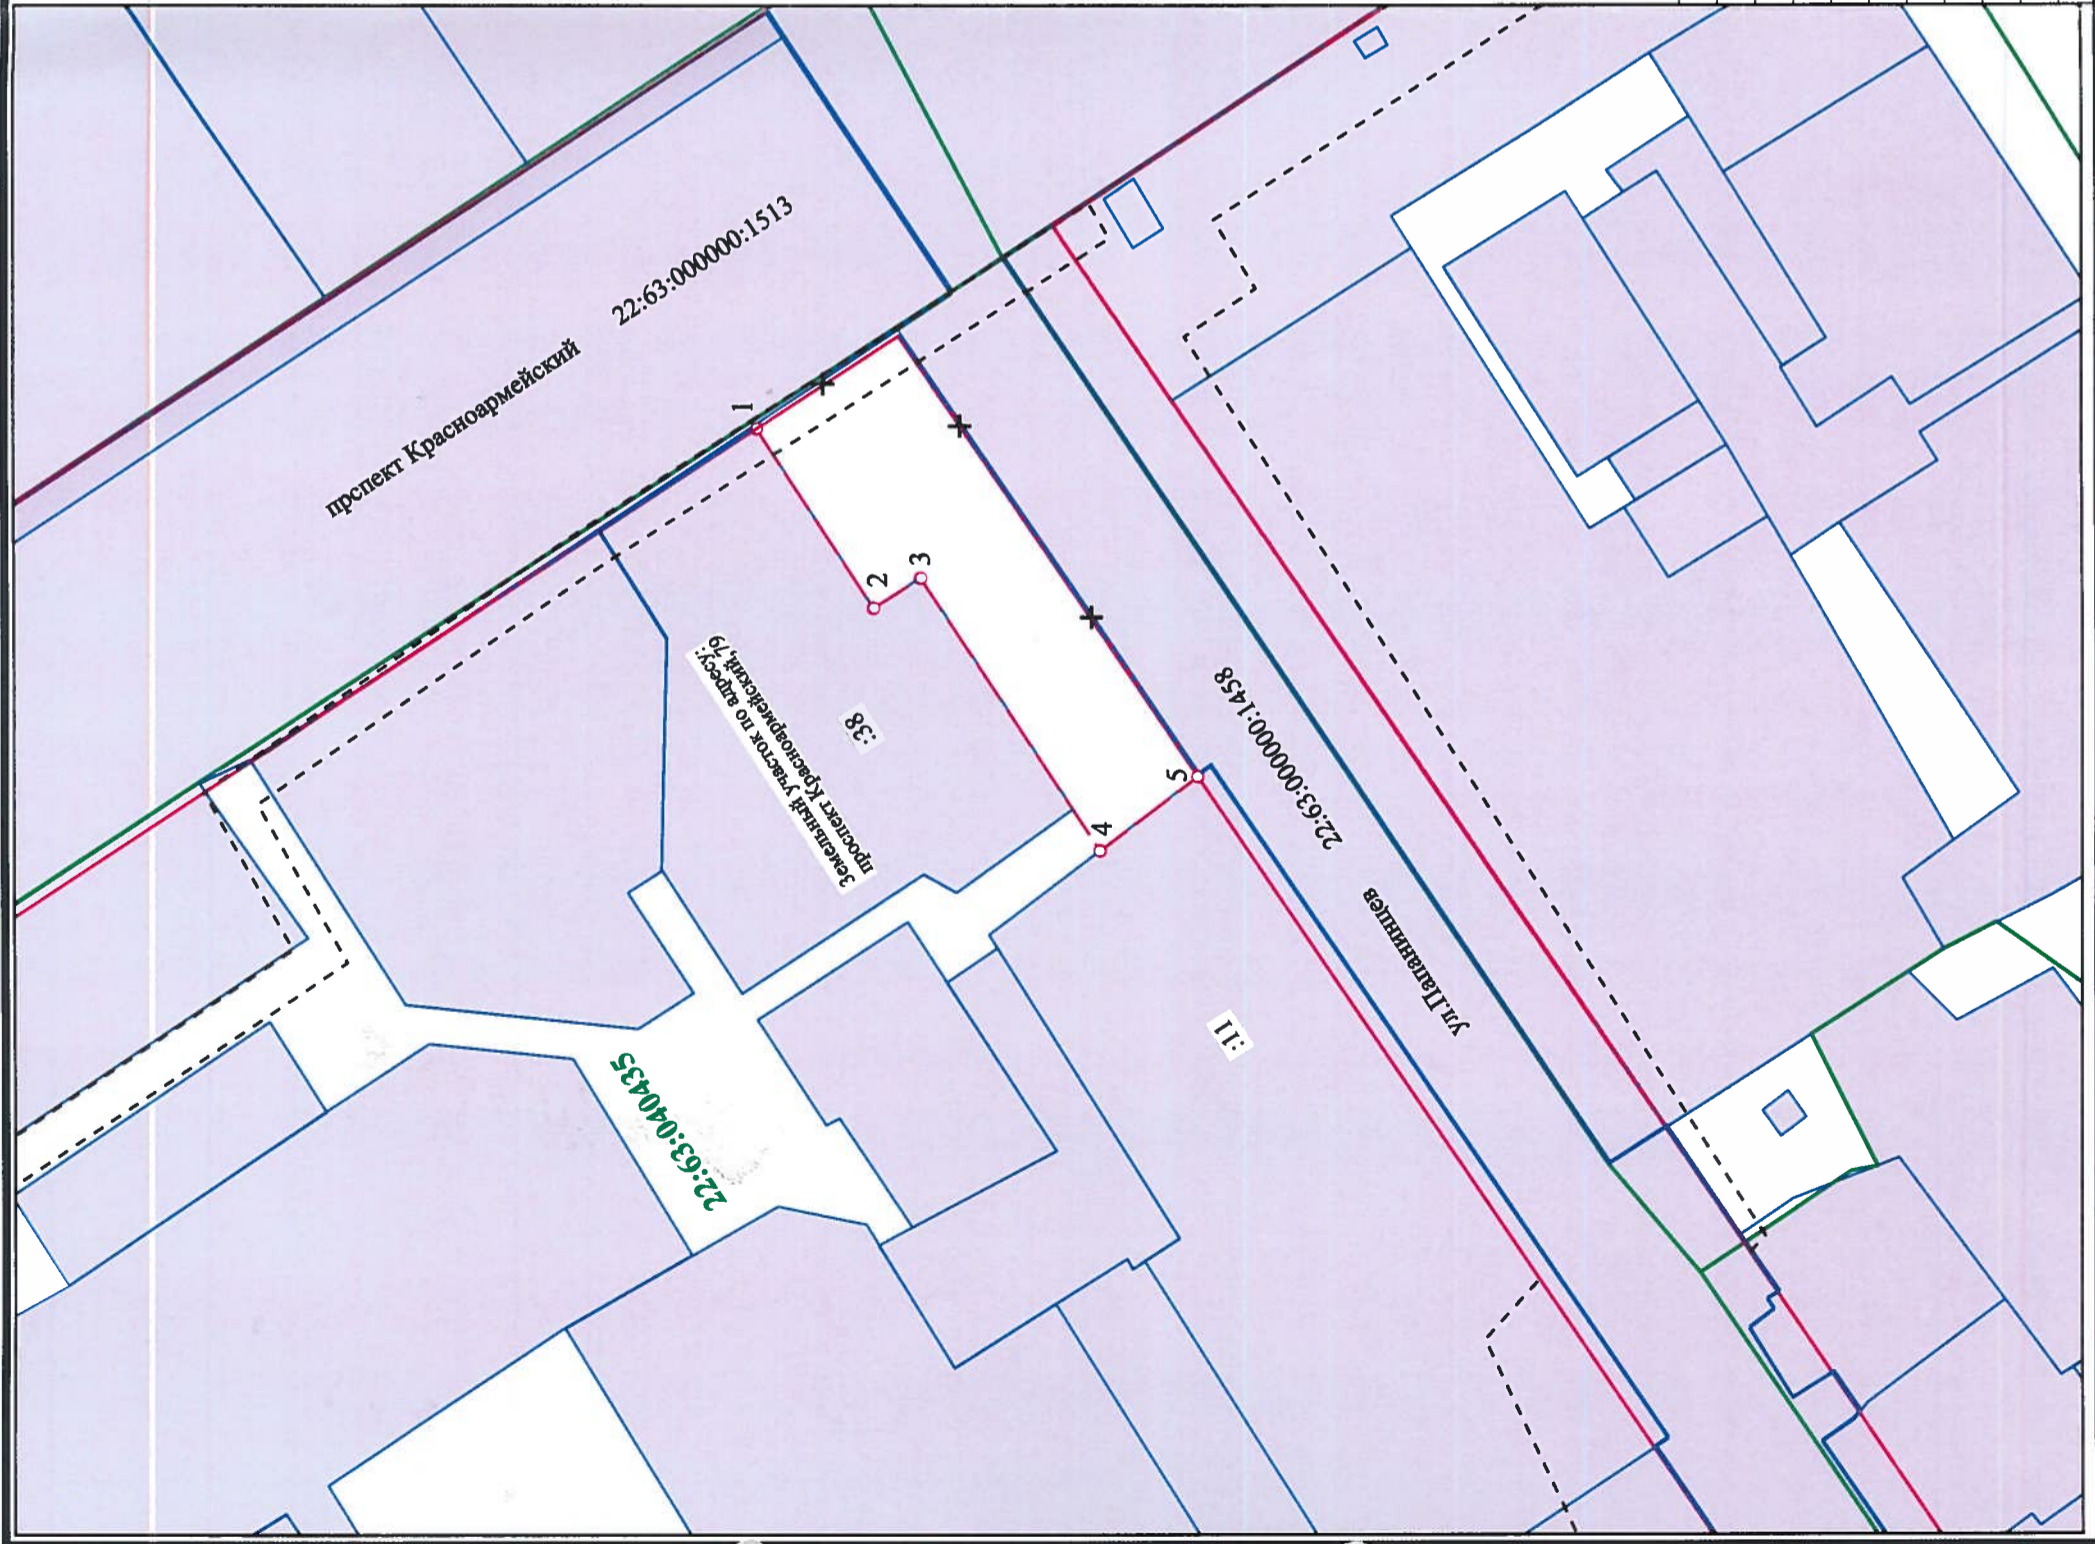 прспект Красноармейский
22:63:000000:1513
1
2
3
Земельный участок по адресу:
проспект Красноармейский,79
:38
4
5
22:63:000000:1458
ул.Папанинцев
:11
22:63:040435